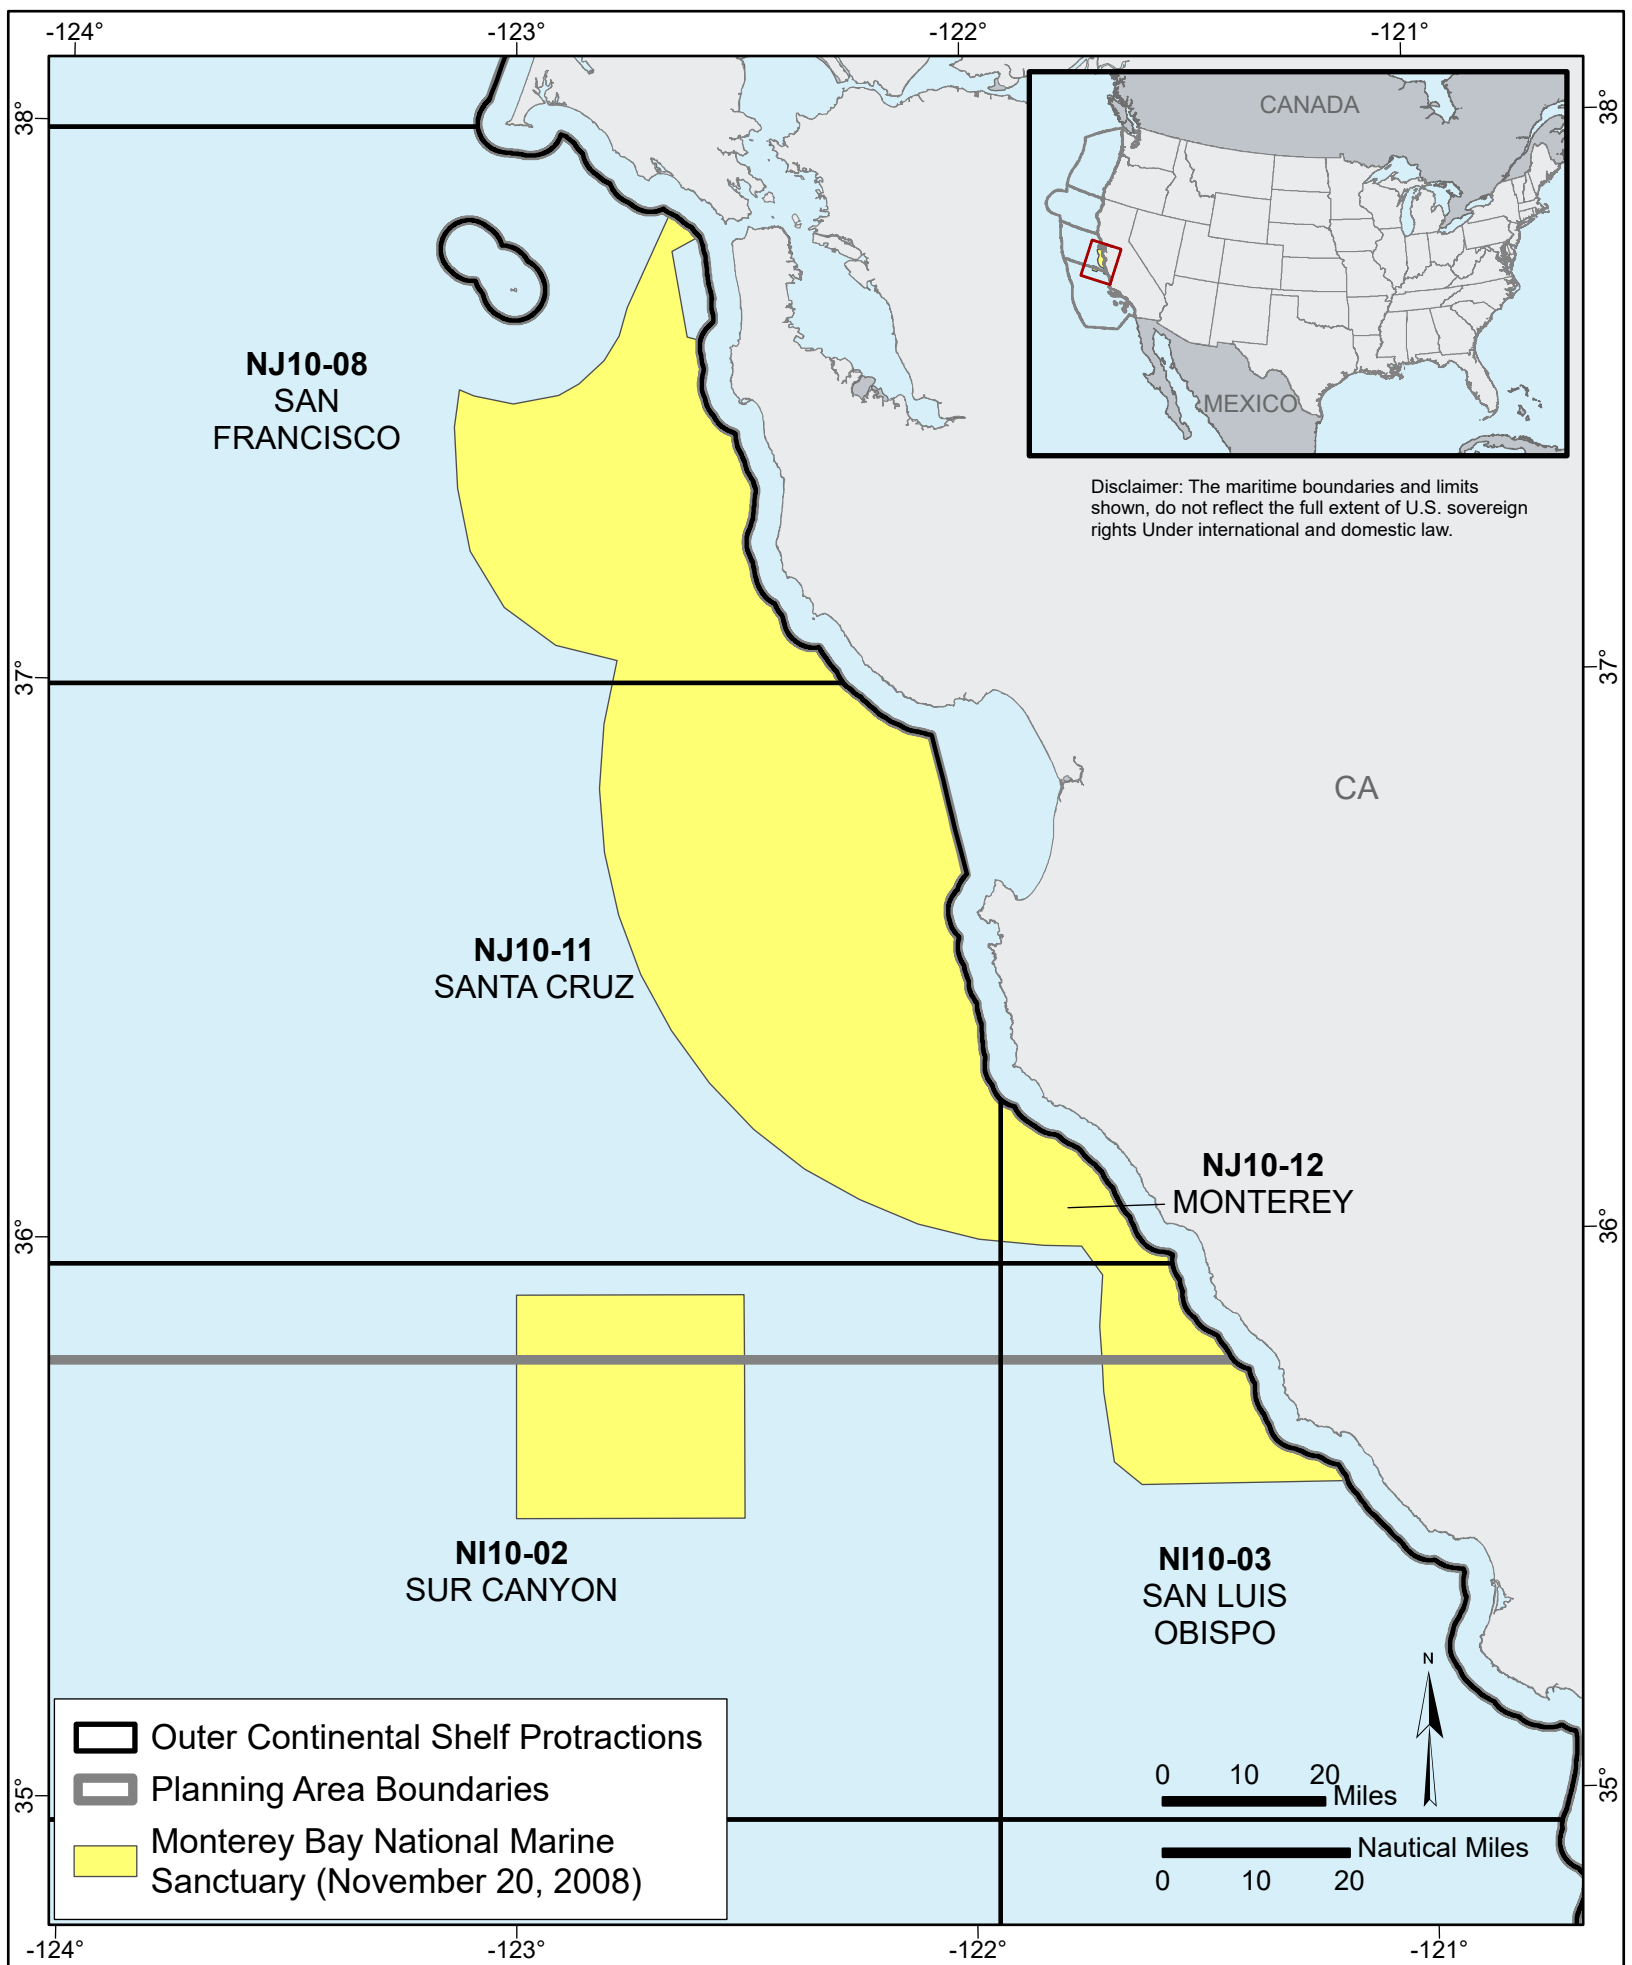 -124°
-123°
-122°
-121°
38°
38°
CANADA
MEXICO
NJ10-08
SAN
FRANCISCO
Disclaimer: The maritime boundaries and limits
shown, do not reflect the full extent of U.S. sovereign
rights Under international and domestic law.
37°
37°
CA
NJ10-11
SANTA CRUZ
NJ10-12
MONTEREY
36°
36°
NI10-02
SUR CANYON
NI10-03
SAN LUIS
OBISPO
N
35°
35°
Outer Continental Shelf Protractions
Planning Area Boundaries
Monterey Bay National Marine
Sanctuary (November 20, 2008)
0 10 20
Miles
Nautical Miles
0 10 20
-124°
-123°
-122°
-121°